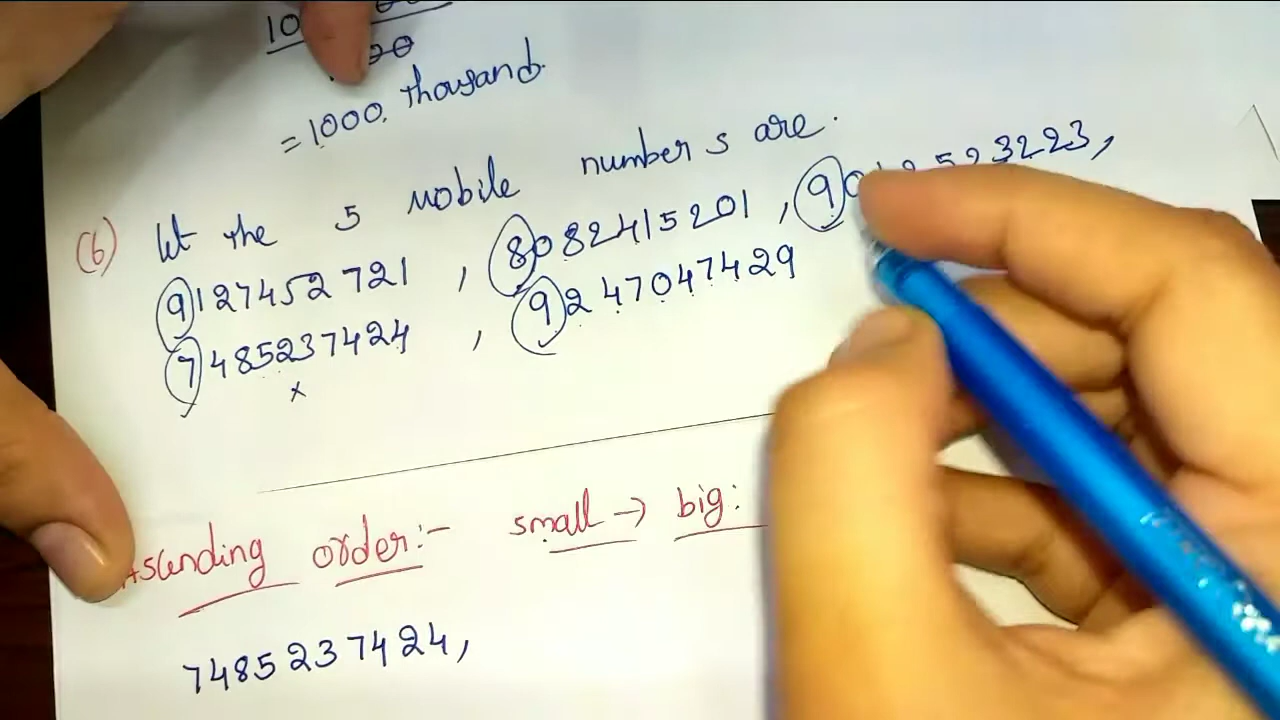 = 1000. thousand.
(6) let the 5 mobile numbers are.
9127452721, 8082415201,
7485237424, 9247047429
x
Ascending order:- small → big:
7485237424,